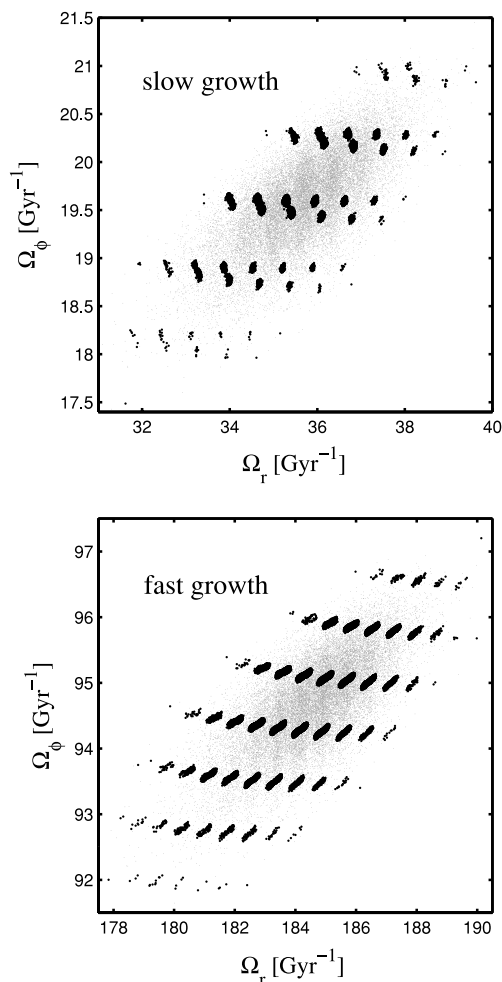 21.5
21
20.5
20
19.5
19
18.5
18
17.5
slow growth
Ω_ϕ [Gyr⁻¹]
32 34 36 38 40
Ω_r [Gyr⁻¹]
97
96
95
94
93
92
fast growth
Ω_ϕ [Gyr⁻¹]
178 180 182 184 186 188 190
Ω_r [Gyr⁻¹]